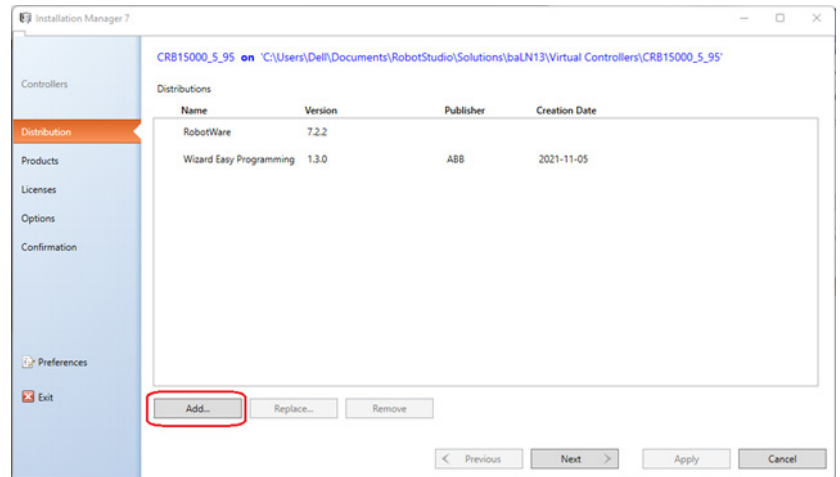 Installation Manager 7
CRB15000_5_95 on 'C:\Users\Dell\Documents\RobotStudio\Solutions\baLN13\Virtual Controllers\CRB15000_5_95'
Controllers
Distribution
Products
Licenses
Options
Confirmation
Preferences
Exit
Distributions
Name Version Publisher Creation Date
RobotWare 7.2.2
Wizard Easy Programming 1.3.0 ABB 2021-11-05
Add... Replace... Remove
< Previous Next > Apply Cancel